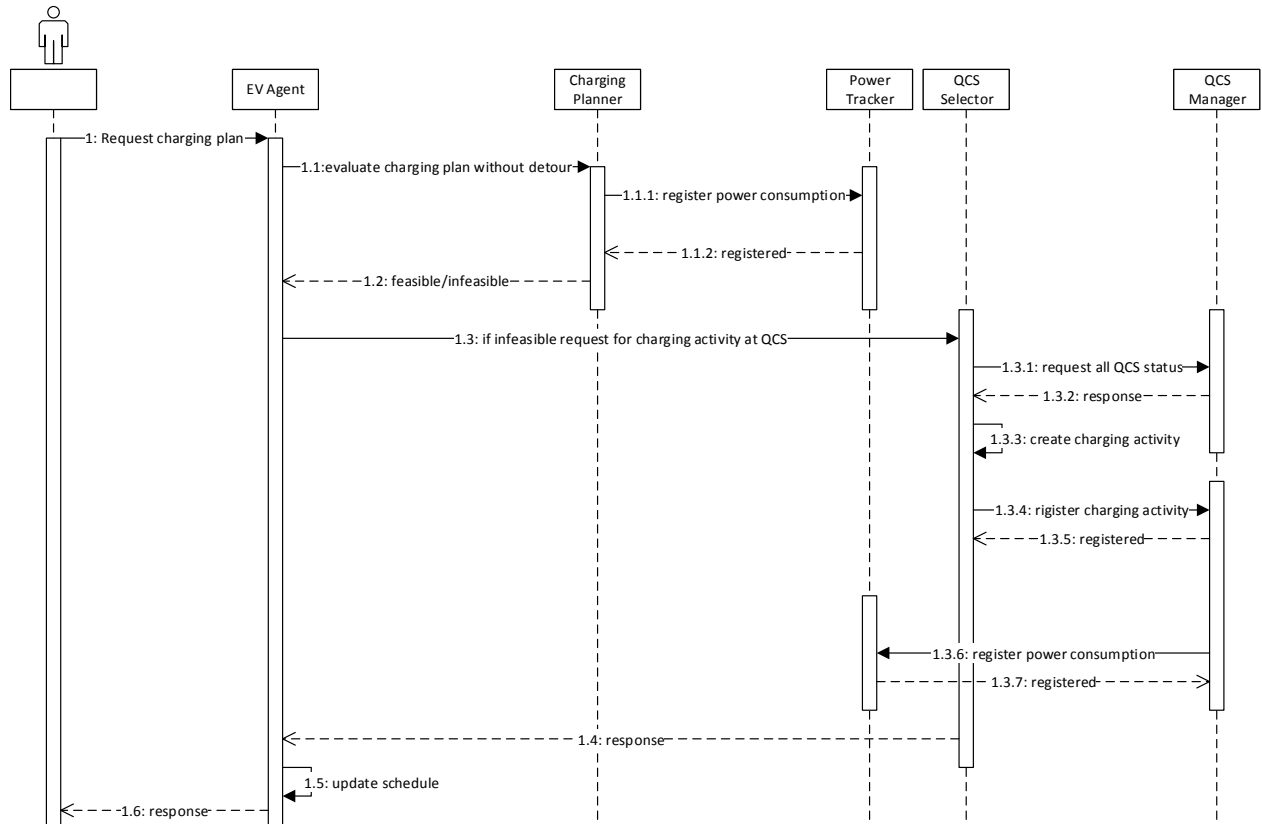 EV Agent
Charging
Planner
Power
Tracker
QCS
Selector
QCS
Manager
1: Request charging plan
1.1:evaluate charging plan without detour
1.1.1: register power consumption
1.1.2: registered
1.2: feasible/infeasible
1.3: if infeasible request for charging activity at QCS
1.3.1: request all QCS status
1.3.2: response
1.3.3: create charging activity
1.3.4: rigister charging activity
1.3.5: registered
1.3.6: register power consumption
1.3.7: registered
1.4: response
1.5: update schedule
1.6: response